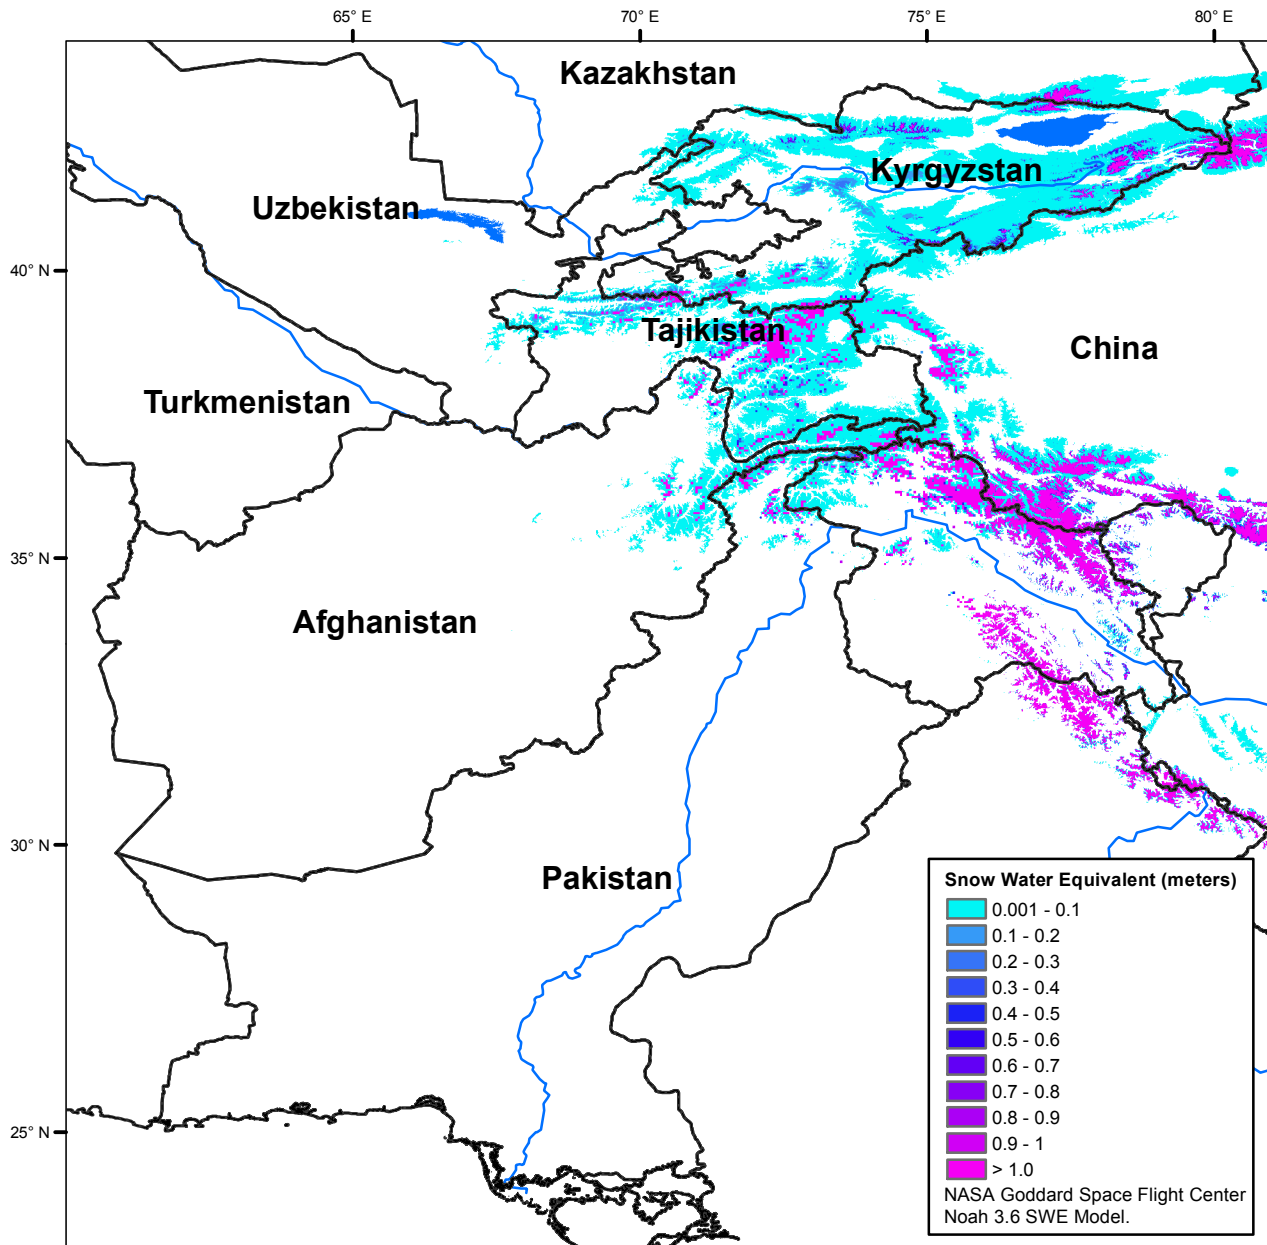 65° E
70° E
75° E
80° E
Kazakhstan
Kyrgyzstan
Uzbekistan
40° N
Tajikistan
China
Turkmenistan
35° N
Afghanistan
30° N
Pakistan
25° N
Snow Water Equivalent (meters)
0.001 - 0.1
0.1 - 0.2
0.2 - 0.3
0.3 - 0.4
0.4 - 0.5
0.5 - 0.6
0.6 - 0.7
0.7 - 0.8
0.8 - 0.9
0.9 - 1
> 1.0
NASA Goddard Space Flight Center
Noah 3.6 SWE Model.